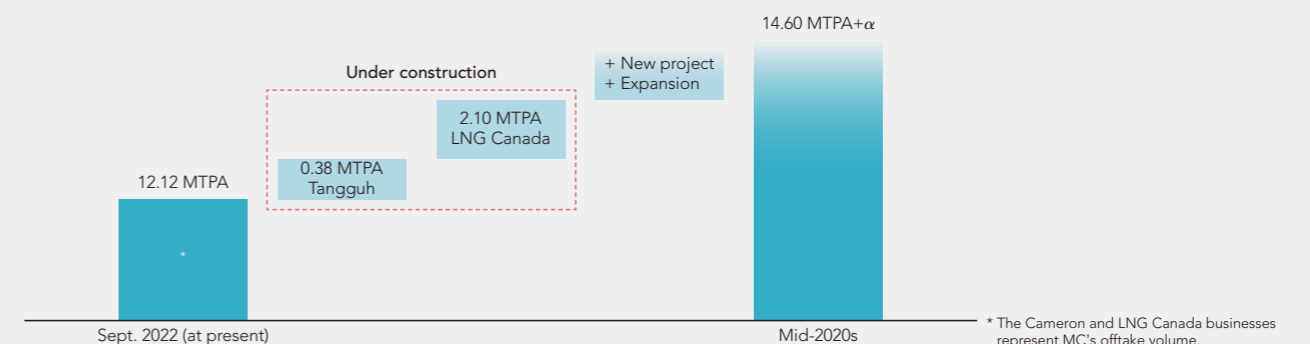 14.60 MTPA+α
Under construction
+ New project
+ Expansion
2.10 MTPA
LNG Canada
0.38 MTPA
Tangguh
12.12 MTPA
*
Sept. 2022 (at present)
Mid-2020s
* The Cameron and LNG Canada businesses
represent MC's offtake volume.